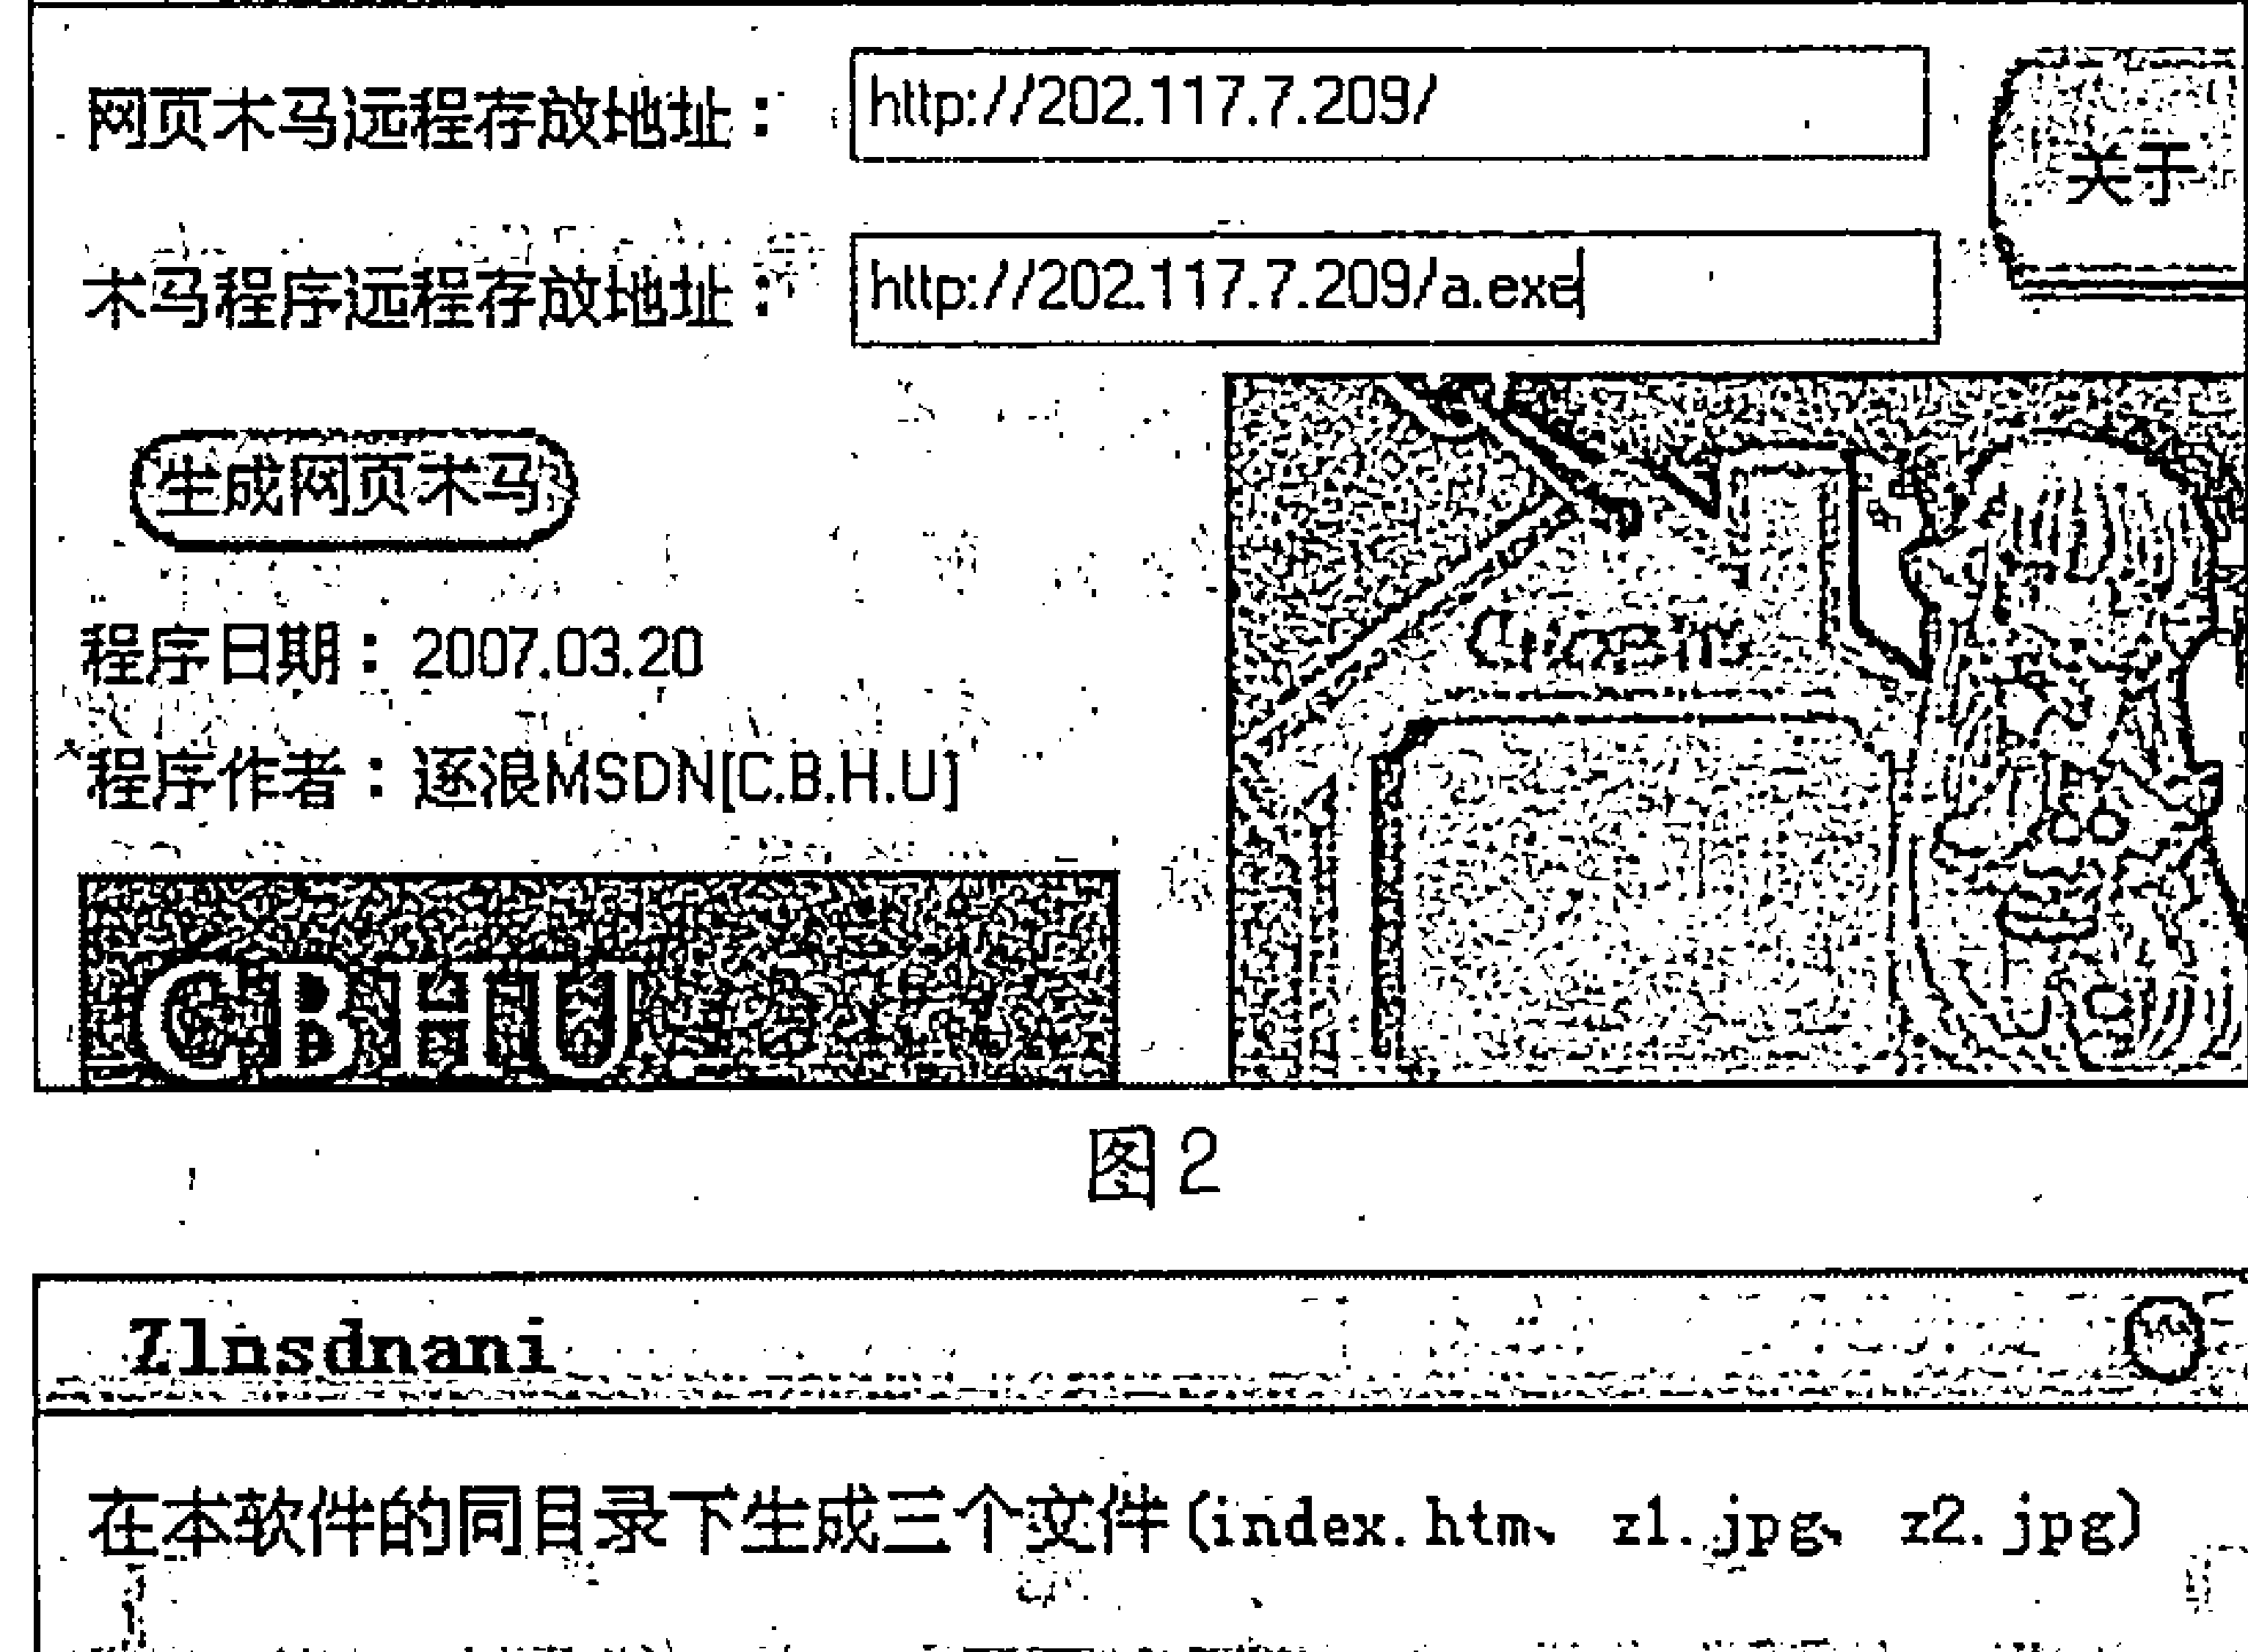 网页木马远程存放地址： http://202.117.7.209/
关于
木马程序远程存放地址： http://202.117.7.209/a.exe
生成网页木马
程序日期：2007.03.20
程序作者：逐浪MSDN[C.B.H.U]
CBHU
图2
Zlnsdnani
在本软件的同目录下生成三个文件(index.htm、z1.jpg、z2.jpg)